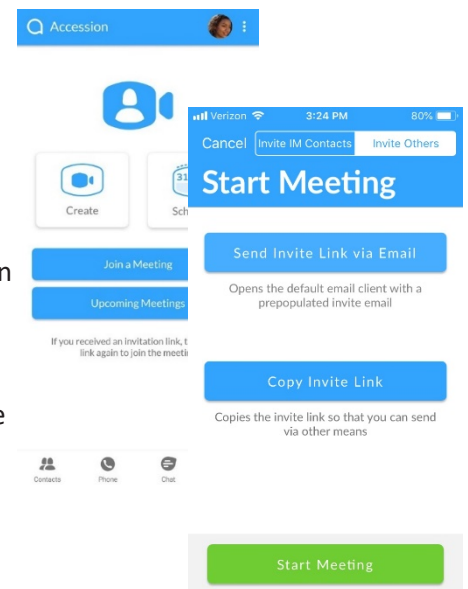 Accession
Create
31
Sch
Join a Meeting
Upcoming Meetings
If you received an invitation link, t
link again to join the meeti
Contacts
Phone
Chat
n
e
Verizon
3:24 PM
80%
Cancel
Invite IM Contacts
Invite Others
Start Meeting
Send Invite Link via Email
Opens the default email client with a
prepopulated invite email
Copy Invite Link
Copies the invite link so that you can send
via other means
Start Meeting